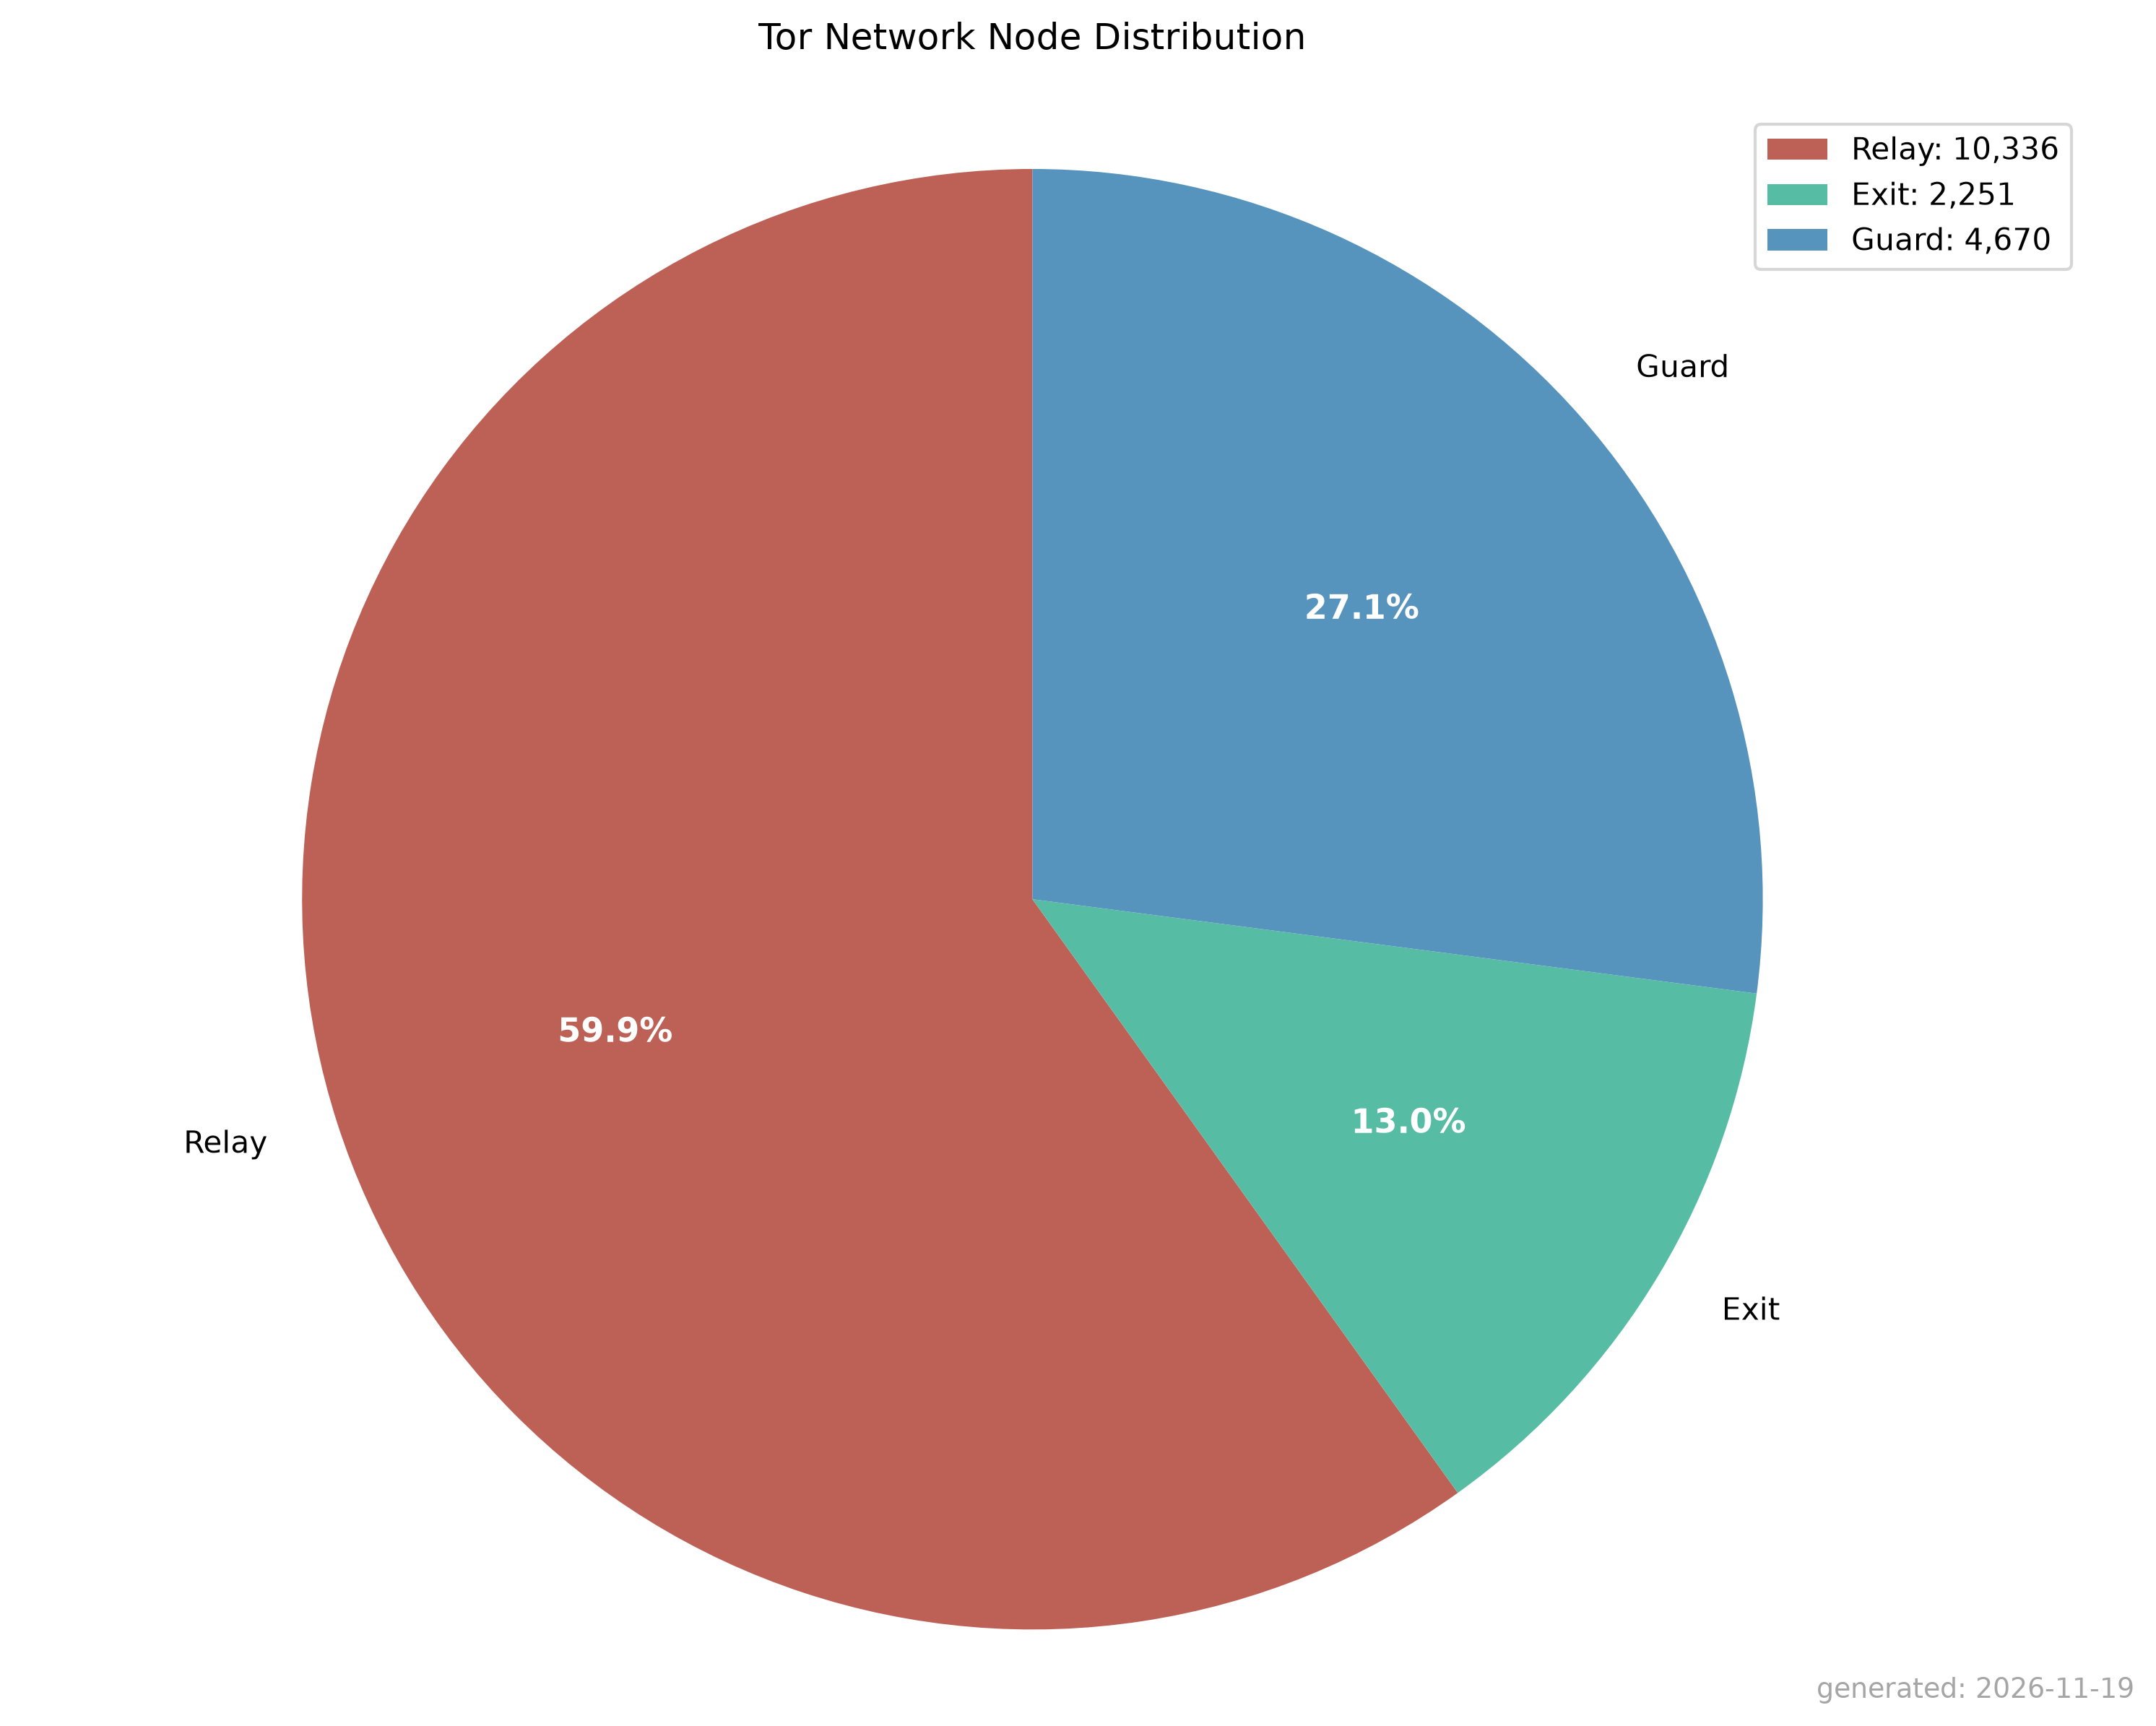 Tor Network Node Distribution
Relay: 10,336
Exit: 2,251
Guard: 4,670
Guard
27.1%
59.9%
13.0%
Relay
Exit
generated: 2026-11-19